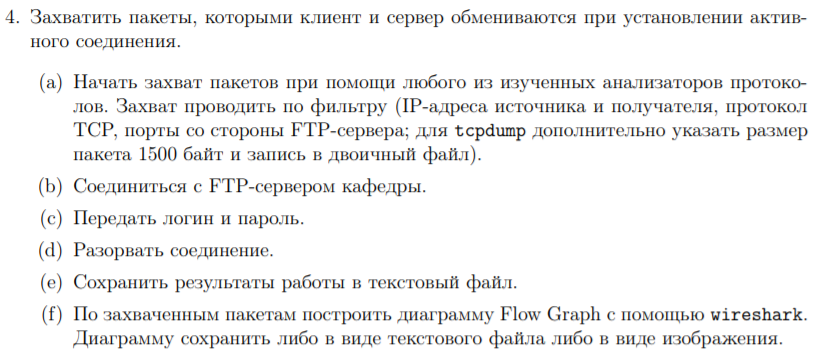 4. Захватить пакеты, которыми клиент и сервер обмениваются при установлении актив-
ного соединения.
(a) Начать захват пакетов при помощи любого из изученных анализаторов протоко-
лов. Захват проводить по фильтру (IP-адреса источника и получателя, протокол
TCP, порты со стороны FTP-сервера; для tcpdump дополнительно указать размер
пакета 1500 байт и запись в двоичный файл).
(b) Соединиться с FTP-сервером кафедры.
(c) Передать логин и пароль.
(d) Разорвать соединение.
(e) Сохранить результаты работы в текстовый файл.
(f) По захваченным пакетам построить диаграмму Flow Graph с помощью wireshark.
Диаграмму сохранить либо в виде текстового файла либо в виде изображения.